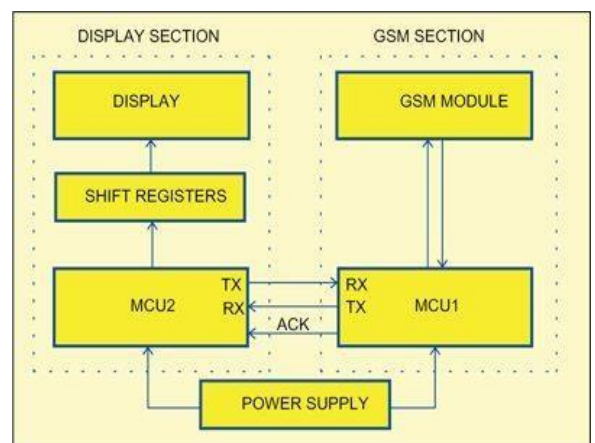 DISPLAY SECTION
GSM SECTION
DISPLAY
GSM MODULE
SHIFT REGISTERS
TX
RX
MCU2
MCU1
RX
TX
ACK
POWER SUPPLY